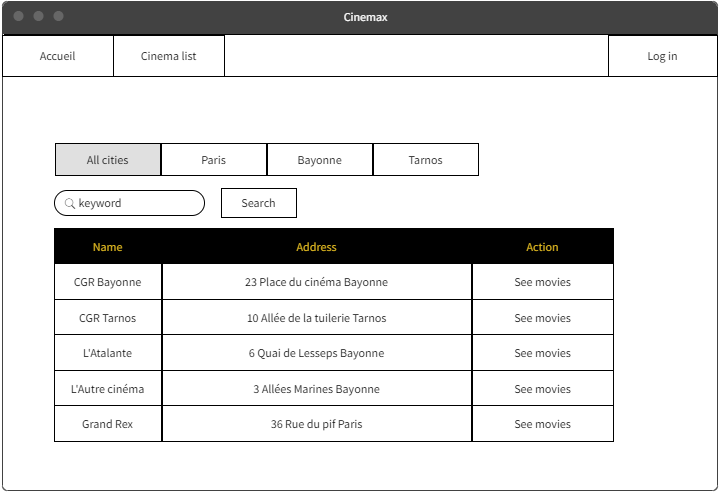 Cinemax
Accueil Cinema list Log in
All cities Paris Bayonne Tarnos
keyword Search
Name Address Action
CGR Bayonne 23 Place du cinéma Bayonne See movies
CGR Tarnos 10 Allée de la tuilerie Tarnos See movies
L'Atalante 6 Quai de Lesseps Bayonne See movies
L'Autre cinéma 3 Allées Marines Bayonne See movies
Grand Rex 36 Rue du pif Paris See movies